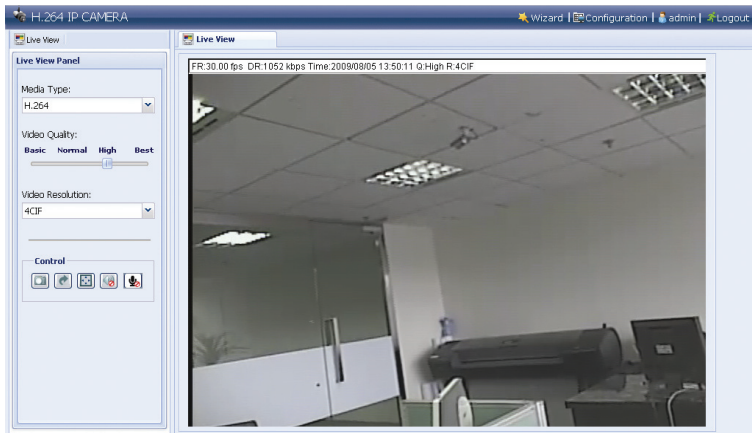 H.264 IP CAMERA
Wizard | Configuration | admin | Logout
Live View
Live View
Live View Panel
FR:30.00 fps DR:1052 kbps Time:2009/08/05 13:50:11 Q:High R:4CIF
Media Type:
H.264
Video Quality:
Basic Normal High Best
Video Resolution:
4CIF
Control